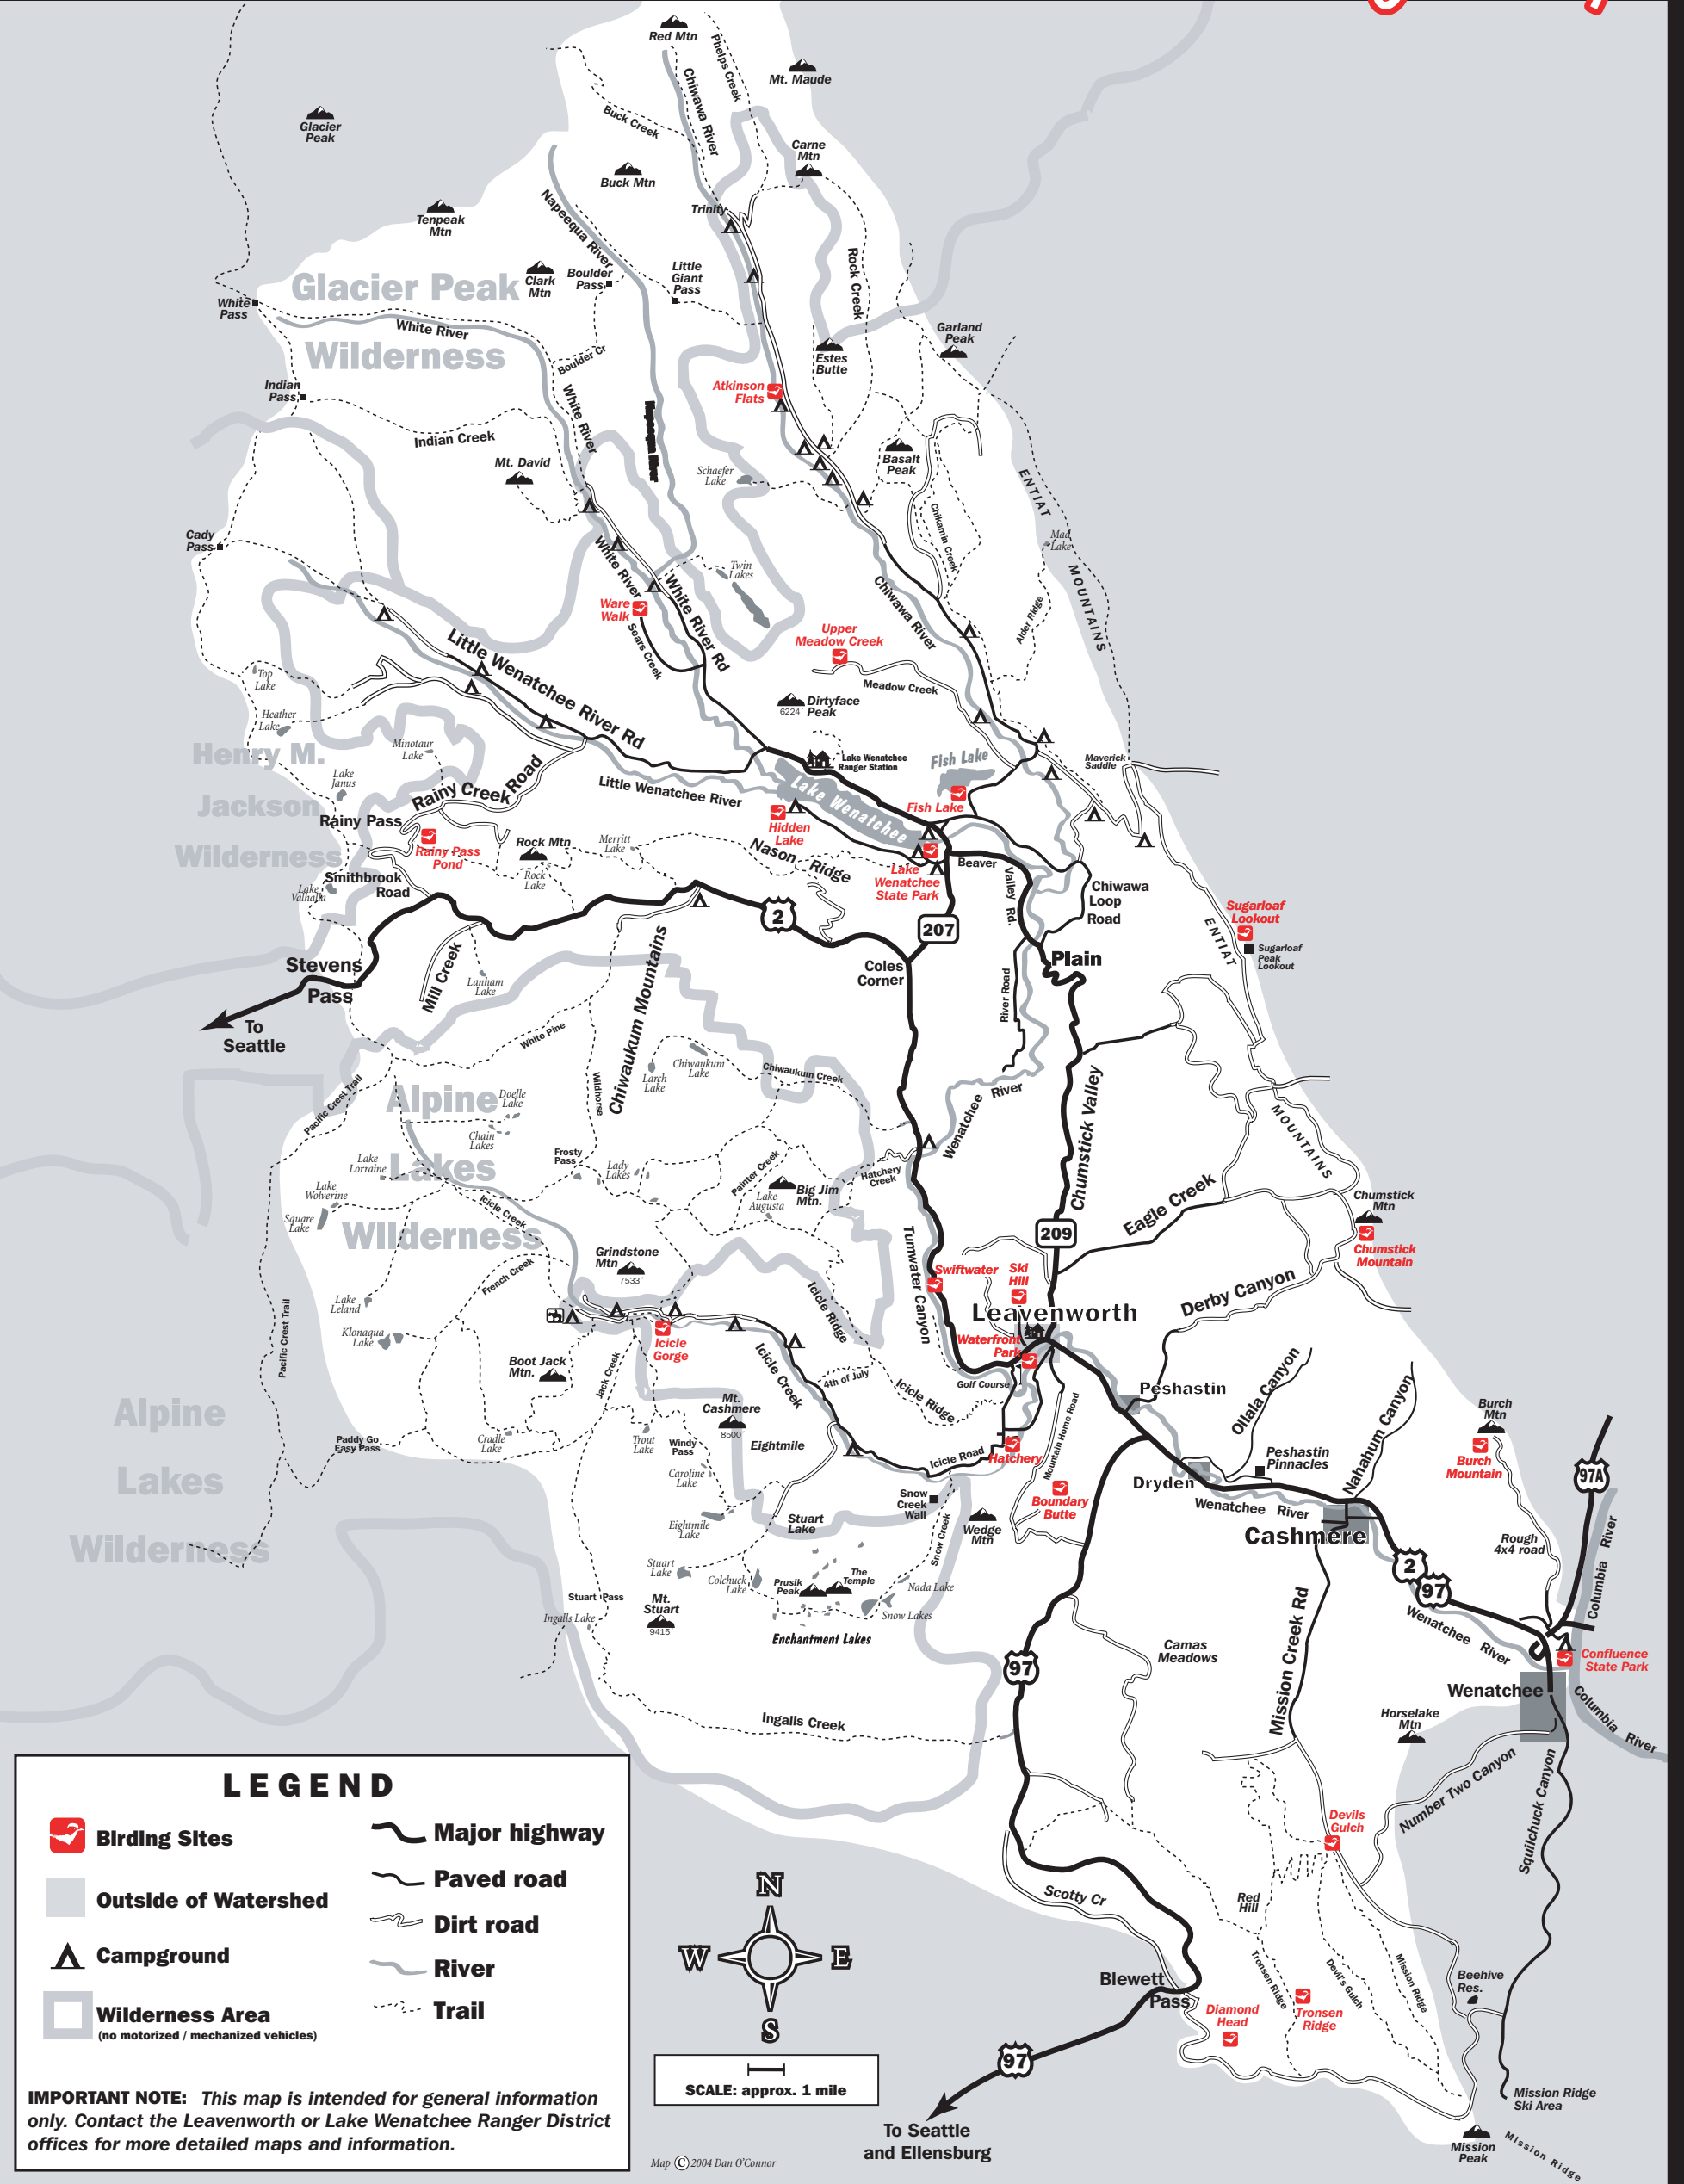 Red Mtn
Phelps Creek
Mt. Maude
Chiwawa River
Glacier
Peak
Buck Creek
Carne
Mtn
Buck Mtn
Napeequa River
Trinity
Tenpeak
Mtn
Rock Creek
Glacier Peak
Wilderness
Clark
Mtn
Boulder
Pass
Little
Giant
Pass
White
Pass
White River
Boulder Cr
Garland
Peak
Estes
Butte
Indian
Pass
Atkinson
Flats
White River
Napeequa River
Indian Creek
Mt. David
Schaefer
Lake
Basalt
Peak
ENTIAT
MOUNTAINS
Chikamin Creek
Mad
Lake
Cady
Pass
White River
Twin
Lakes
White River Rd
Ware
Walk
Sears Creek
Chiwawa River
Alder Ridge
Upper
Meadow Creek
Meadow Creek
Little Wenatchee River Rd
Top
Lake
Heather
Lake
Dirtyface
Peak
6224'
Henry M.
Jackson
Wilderness
Minotaur
Lake
Lake
Janus
Rainy Creek Road
Lake Wenatchee
Ranger Station
Fish Lake
Maverick
Saddle
Little Wenatchee River
Lake Wenatchee
Fish Lake
Rainy Pass
Rainy Pass
Pond
Hidden
Lake
Rock Mtn
Rock
Lake
Merritt
Lake
Nason Ridge
Lake
Wenatchee
State Park
Beaver
Valley Rd.
Smithbrook
Road
Lake
Valhalla
Chiwawa
Loop
Road
2
207
Sugarloaf
Lookout
Sugarloaf
Peak
Lookout
ENTIAT
MOUNTAINS
Stevens
Pass
Mill Creek
Lanham
Lake
Coles
Corner
Plain
River Road
To
Seattle
White Pine
Chiwaukum Mountains
Wildhorse
Larch
Lake
Chiwaukum
Lake
Chiwaukum Creek
Wenatchee River
Chumstick Valley
Pacific Crest Trail
Alpine
Lakes
Wilderness
Doelle
Lake
Chain
Lakes
Lake
Lorraine
Frosty
Pass
Lady
Lakes
Painter Creek
Hatchery
Creek
Lake
Wolverine
Square
Lake
Icicle Creek
Lake
Augusta
Big Jim
Mtn.
Eagle Creek
Chumstick
Mtn
Chumstick
Mountain
209
Tumwater Canyon
Grindstone
Mtn
7533'
French Creek
Swiftwater
Ski
Hill
Leavenworth
Derby Canyon
Lake
Leland
Klonaqua
Lake
Pacific Crest Trail
Icicle
Gorge
Icicle Ridge
Waterfront
Park
Golf Course
Boot Jack
Mtn.
Jack Creek
Icicle Creek
4th of July
Icicle Ridge
Peshastin
Ollala Canyon
Nahahum Canyon
Mt.
Cashmere
8500'
Eightmile
Mountain Home Road
Alpine
Lakes
Wilderness
Paddy Go
Easy Pass
Cradle
Lake
Trout
Lake
Windy
Pass
Caroline
Lake
Icicle Road
Hatchery
Boundary
Butte
Dryden
Peshastin
Pinnacles
Burch
Mtn
Burch
Mountain
97A
Eightmile
Lake
Stuart
Lake
Snow
Creek
Wall
Snow Creek
Wedge
Mtn
Wenatchee River
Cashmere
Rough
4x4 road
Columbia River
Stuart
Lake
Colchuck
Lake
Prusik
Peak
The
Temple
Nada Lake
Snow Lakes
Enchantment Lakes
Stuart Pass
Ingalls Lake
Mt.
Stuart
9415'
2
97
Wenatchee River
Camas
Meadows
Mission Creek Rd
Confluence
State Park
97
Wenatchee
Columbia River
Horselake
Mtn
Ingalls Creek
Number Two Canyon
Squilchuck Canyon
Devils
Gulch
Scotty Cr
Red
Hill
Tronsen Ridge
Devil's Gulch
Mission Ridge
Beehive
Res.
Blewett
Pass
Diamond
Head
Tronsen
Ridge
97
To Seattle
and Ellensburg
Mission Ridge
Ski Area
Mission
Peak
Mission Ridge
LEGEND
Birding Sites
Outside of Watershed
Campground
Wilderness Area
(no motorized / mechanized vehicles)
Major highway
Paved road
Dirt road
River
Trail
IMPORTANT NOTE: This map is intended for general information
only. Contact the Leavenworth or Lake Wenatchee Ranger District
offices for more detailed maps and information.
N
W E
S
SCALE: approx. 1 mile
Map © 2004 Dan O'Connor